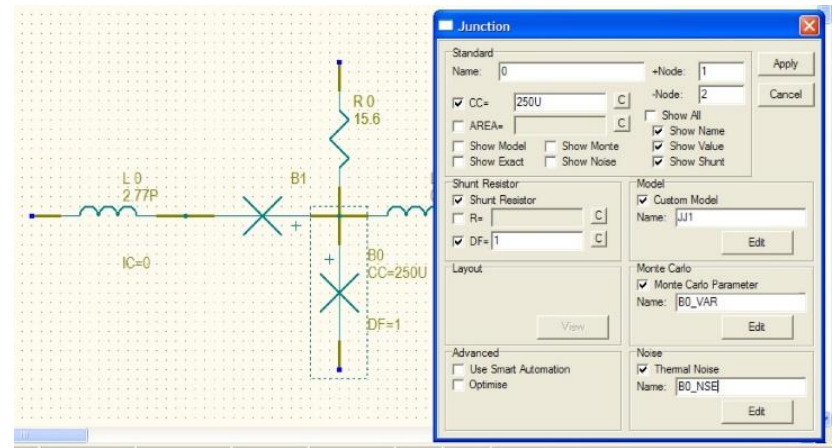 R 0
15.6
L 0
2.77P
B1
IC=0
B0
CC=250U
DF=1
Junction
Standard
Name: 0
+Node: 1
-Node: 2
Apply
Cancel
CC= 250U C
AREA= C
Show All
Show Name
Show Value
Show Shunt
Show Model Show Monte
Show Exact Show Noise
Shunt Resistor
Shunt Resistor
R= C
DF= 1 C
Model
Custom Model
Name: JJ1
Edit
Layout
View
Monte Carlo
Monte Carlo Parameter
Name: B0_VAR
Edit
Advanced
Use Smart Automation
Optimise
Noise
Thermal Noise
Name: B0_NSE
Edit